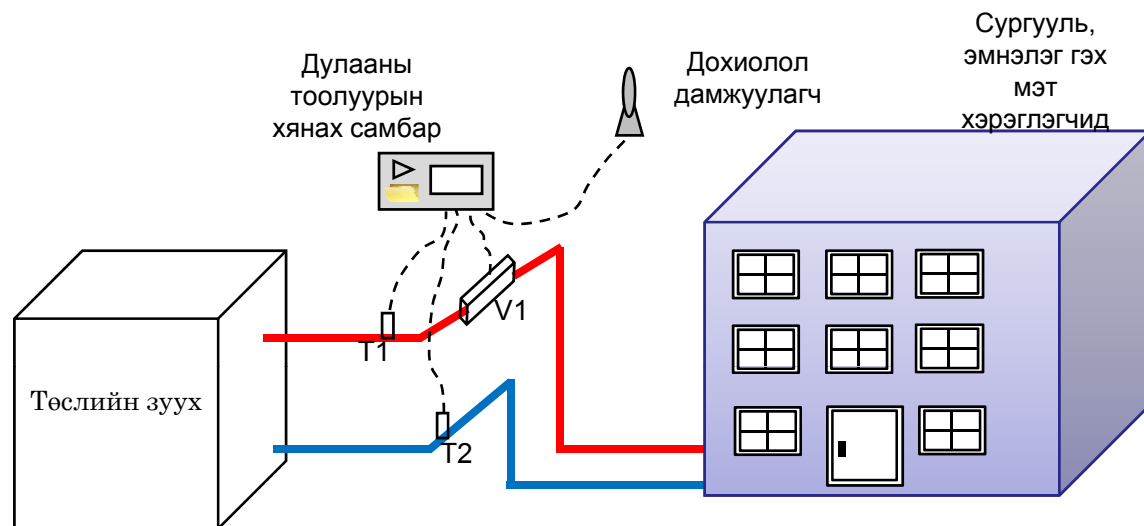 Дулааны
тоолуурын
хянах самбар
Дохиолол
дамжуулагч
Сургууль,
эмнэлэг гэх
мэт
хэрэглэгчид
V1
T1
Төслийн зуух
T2